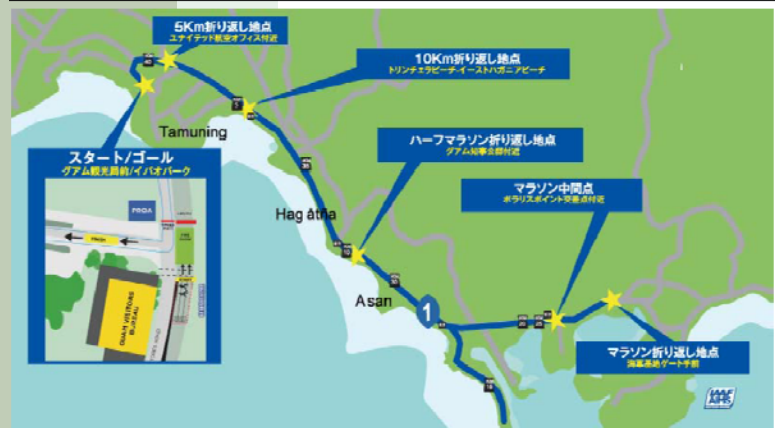 5Km折り返し地点
ユナイテッド航空オフィス付近
10Km折り返し地点
トリンチェラビーチ-イーストハガニアビーチ
Tamuning
ハーフマラソン折り返し地点
グアム知事公邸付近
スタート/ゴール
グアム観光局前/イパオパーク
マラソン中間点
ポラリスポイント交差点付近
PROA
Hag åtña
FINISH
GUAM VISITORS
BUREAU
Asan
1
マラソン折り返し地点
海軍基地ゲート手前